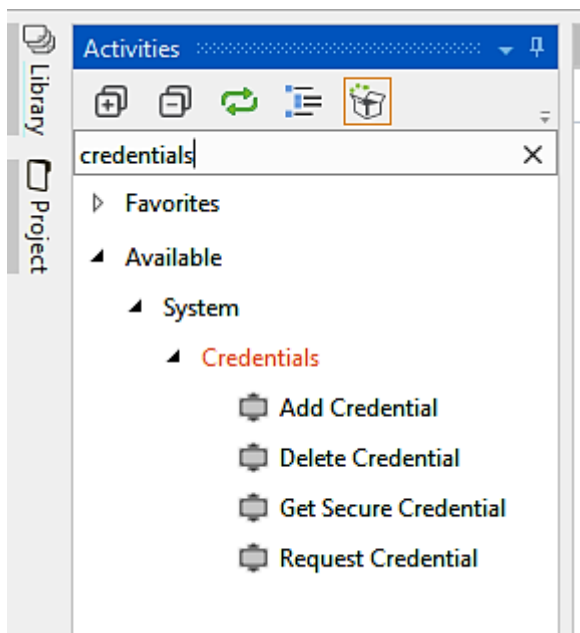 Library
Project
Activities
credentials
Favorites
Available
System
Credentials
Add Credential
Delete Credential
Get Secure Credential
Request Credential